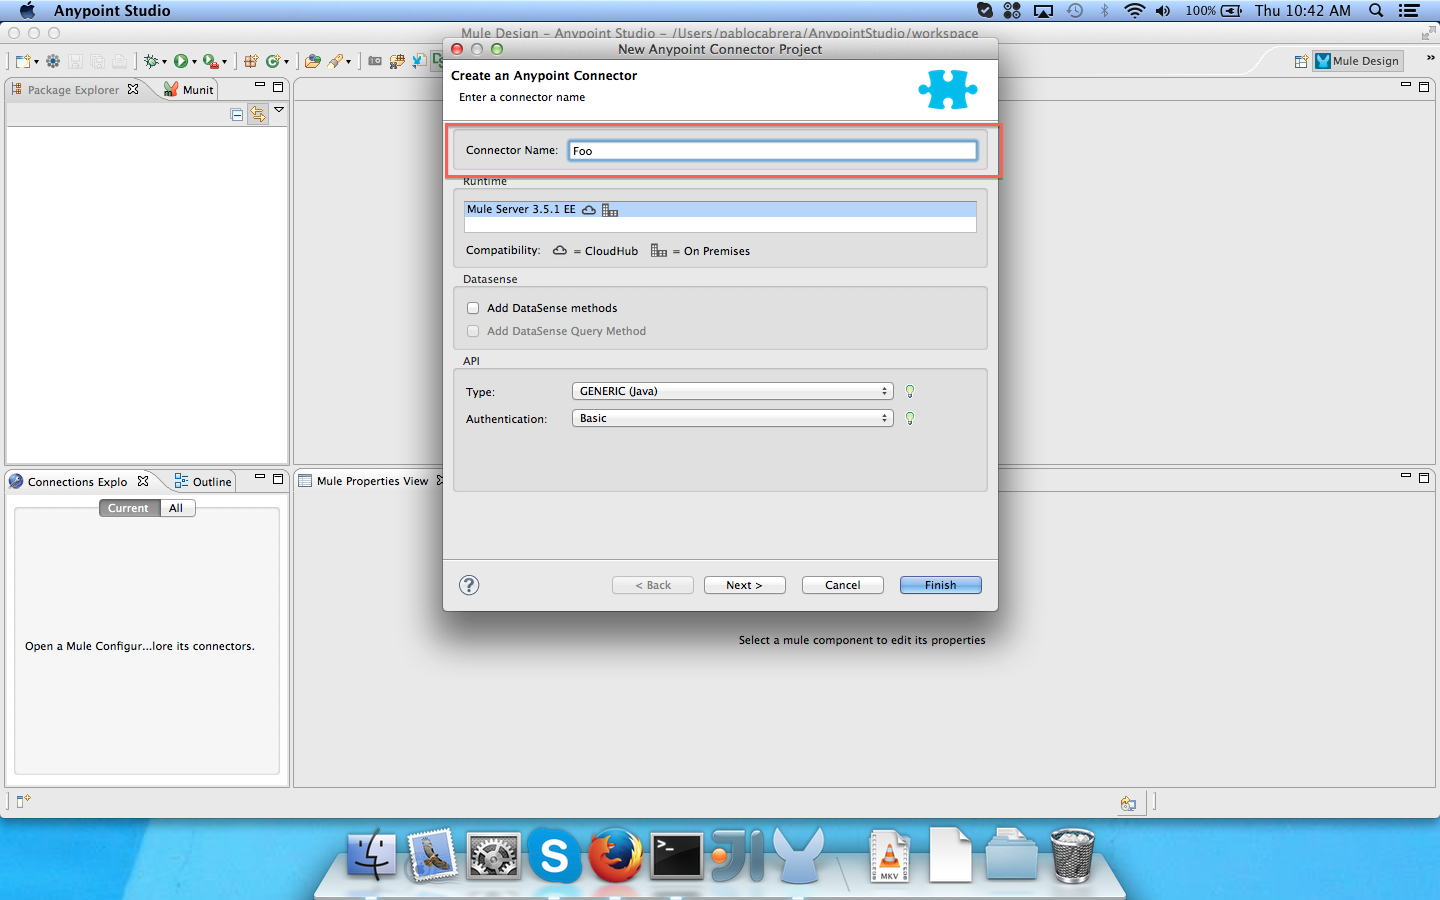 Anypoint Studio
100%
Thu 10:42 AM
Mule Design – Anypoint Studio – /Users/pablocabrera/AnypointStudio/workspace
New Anypoint Connector Project
Mule Design
Package Explorer
Munit
Create an Anypoint Connector
Enter a connector name
Connector Name:
Foo
Runtime
Mule Server 3.5.1 EE
Compatibility:
= CloudHub
= On Premises
Datasense
Add DataSense methods
Add DataSense Query Method
API
Type:
GENERIC (Java)
Authentication:
Basic
Connections Explo
Outline
Current
All
Open a Mule Configur...lore its connectors.
Mule Properties View
?
< Back
Next >
Cancel
Finish
Select a mule component to edit its properties
MKV